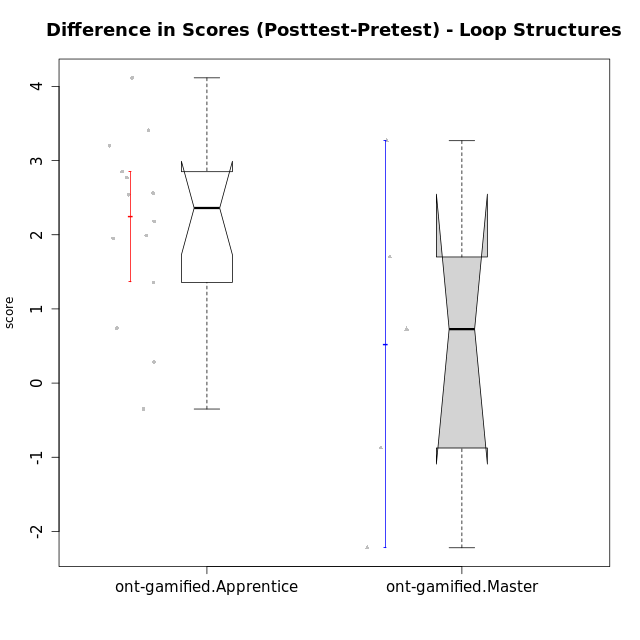 Difference in Scores (Posttest-Pretest) - Loop Structures
4
3
2
1
0
-1
-2
score
ont-gamified.Apprentice ont-gamified.Master